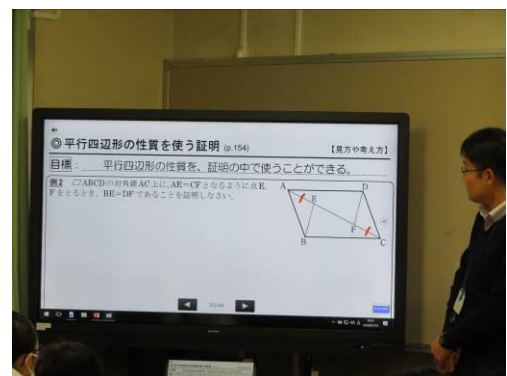 ◎平行四辺形の性質を使う証明 (p.154)
【見方や考え方】
目標: 平行四辺形の性質を、証明の中で使うことができる。
例2 ▱ABCDの対角線AC上に、AE=CFとなるように点E,
Fをとるとき、BE=DFであることを証明しなさい。
A D
E
F
B C